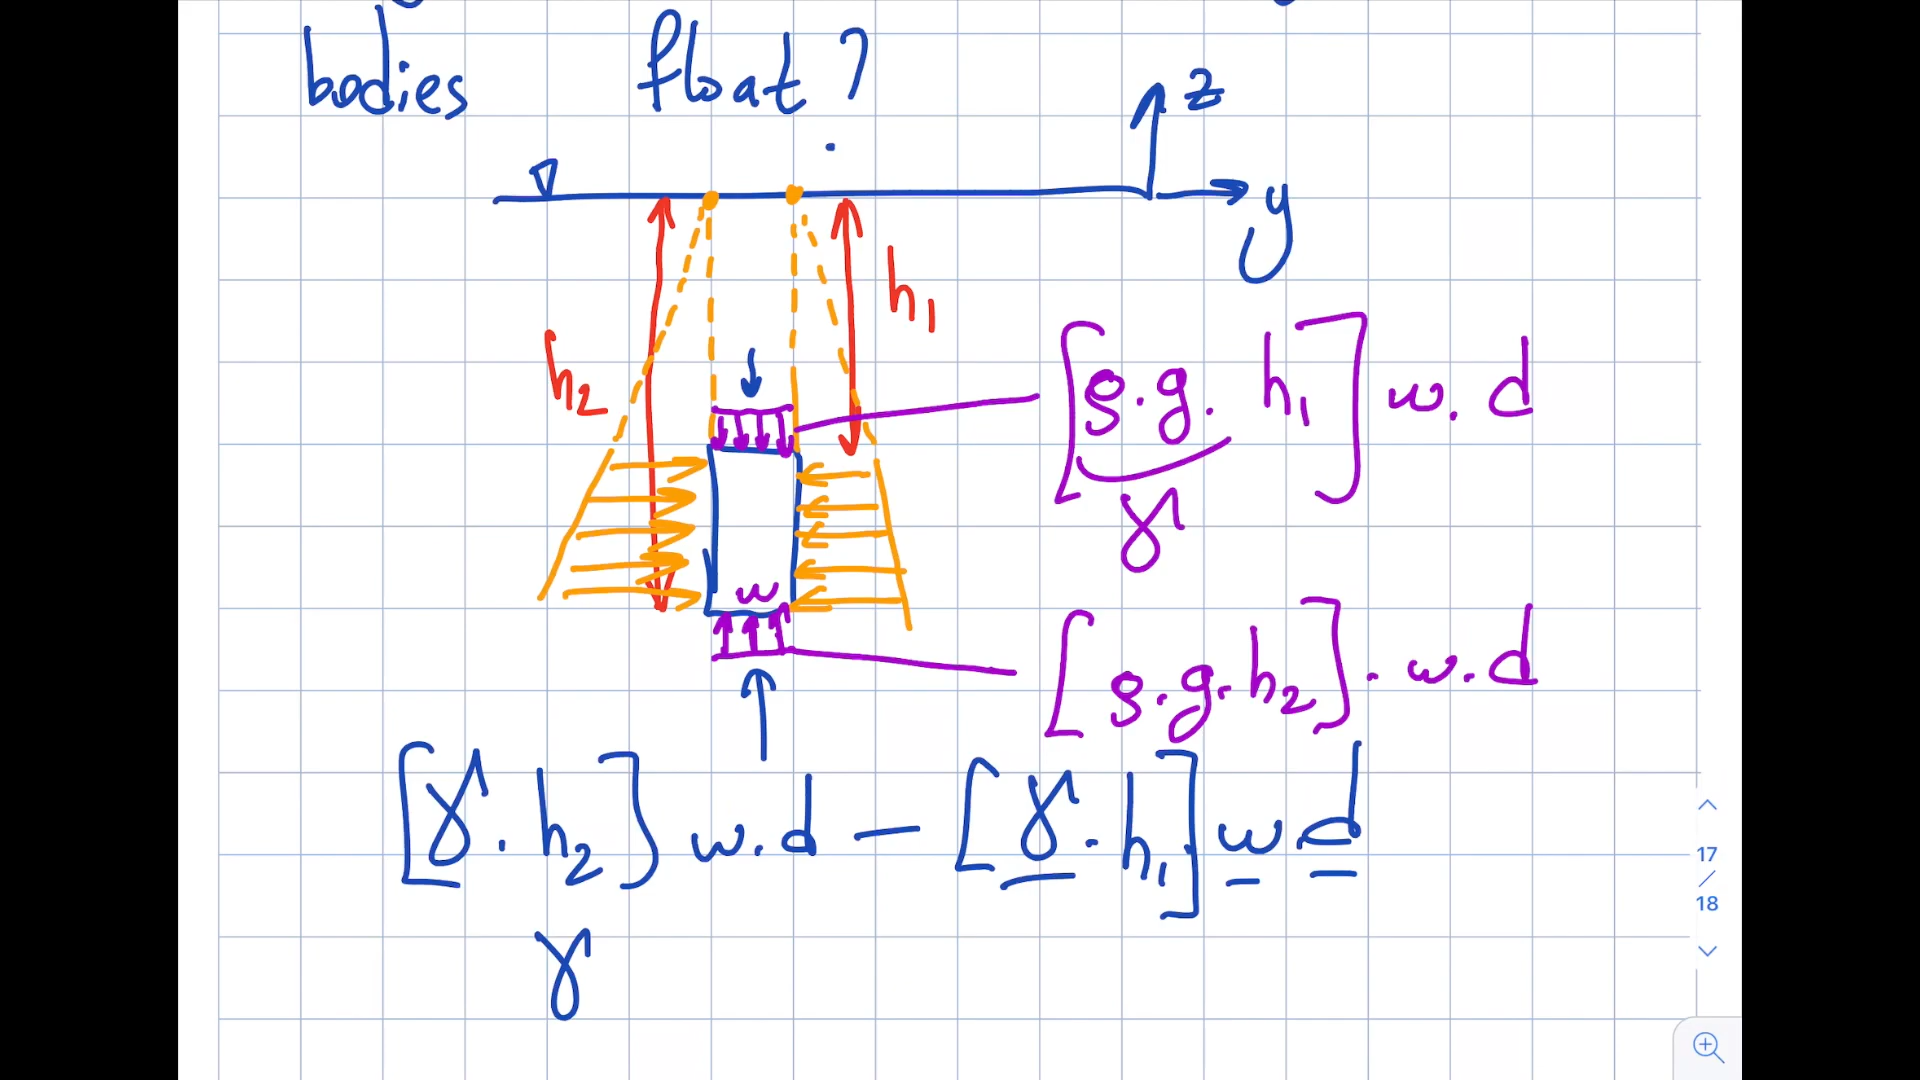 bodies float?
z
y
h₁
h₂
[ρ.g. h₁] w.d
γ
w
[ρ.g.h₂].w.d
[γ.h₂] w.d – [γ.h₁] w d
γ
17
/
18